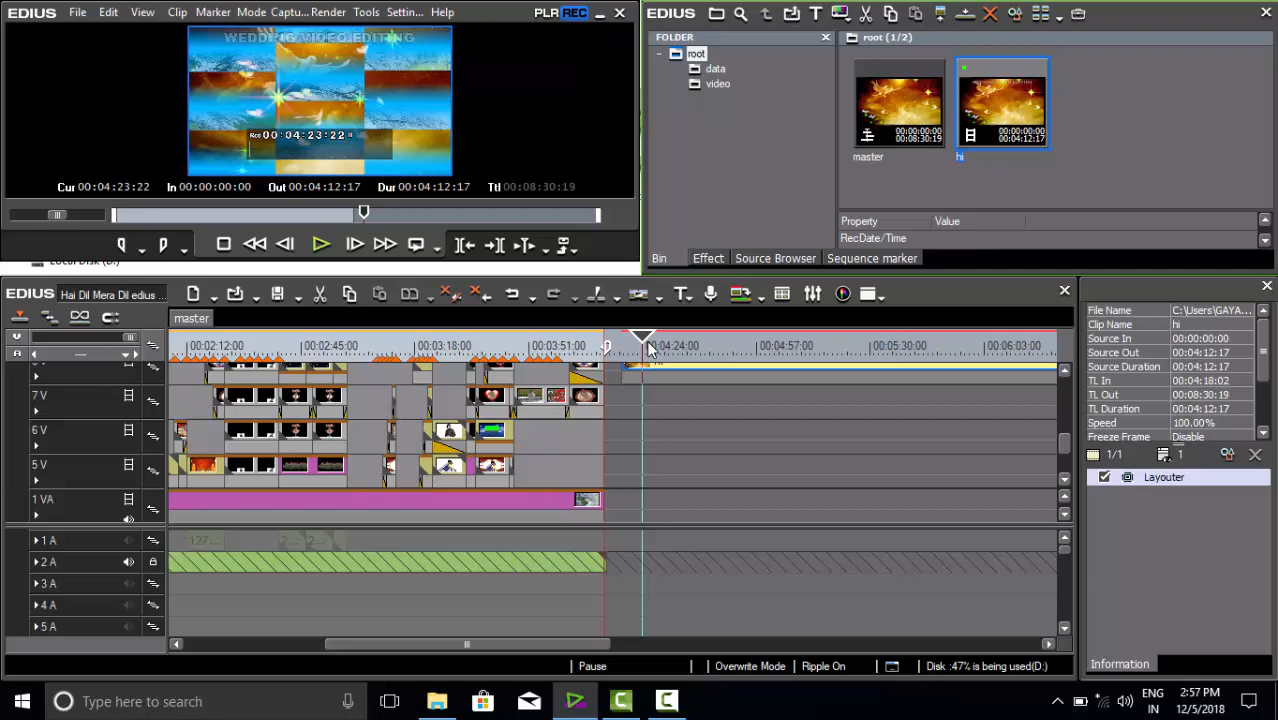 EDIUS File Edit View Clip Marker Mode Captu... Render Tools Settin... Help PLR REC
WEDDING VIDEO EDITING
Rec 00:04:23:22
Cur 00:04:23:22 In 00:00:00:00 Out 00:04:12:17 Dur 00:04:12:17 Ttl 00:08:30:19
EDIUS
FOLDER
root
data
video
root (1/2)
00:00:00:00
00:08:30:19
master
00:00:00:00
00:04:12:17
hi
Property Value
RecDate/Time
Bin Effect Source Browser Sequence marker
Local Disk (D:)
EDIUS Hai Dil Mera Dil edius ...
master
00:02:12:00 00:02:45:00 00:03:18:00 00:03:51:00 00:04:24:00 00:04:57:00 00:05:30:00 00:06:03:00
7 V
6 V
5 V
1 VA
1 A 127... 2... 2...
2 A
3 A
4 A
5 A
Pause Overwrite Mode Ripple On Disk :47% is being used(D:)
File Name C:\Users\GAYA...
Clip Name hi
Source In 00:00:00:00
Source Out 00:04:12:17
Source Duration 00:04:12:17
TL In 00:04:18:02
TL Out 00:08:30:19
TL Duration 00:04:12:17
Speed 100.00%
Freeze Frame Disable
1/1 1
Layouter
Information
Type here to search
ENG
IN
2:57 PM
12/5/2018